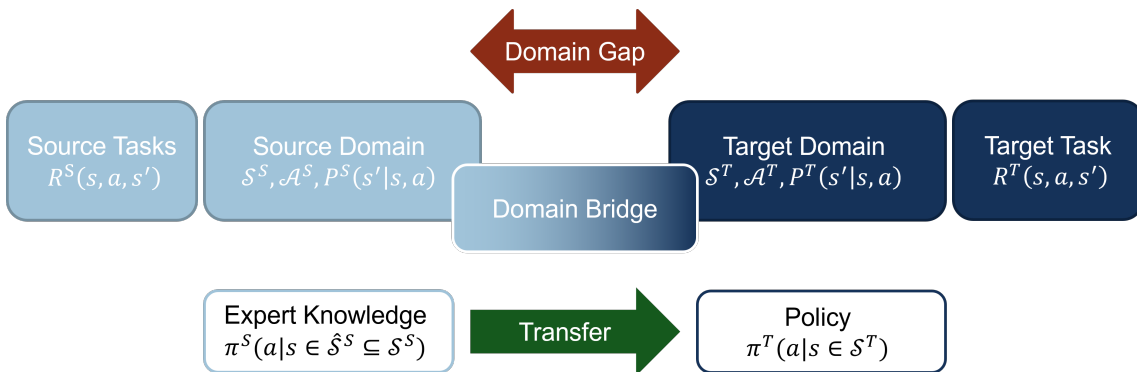 Domain Gap
Source Tasks
R^S(s, a, s′)
Source Domain
𝒮^S, 𝒜^S, P^S(s′|s, a)
Domain Bridge
Target Domain
𝒮^T, 𝒜^T, P^T(s′|s, a)
Target Task
R^T(s, a, s′)
Expert Knowledge
π^S(a|s ∈ 𝒮̂^S ⊆ 𝒮^S)
Transfer
Policy
π^T(a|s ∈ 𝒮^T)